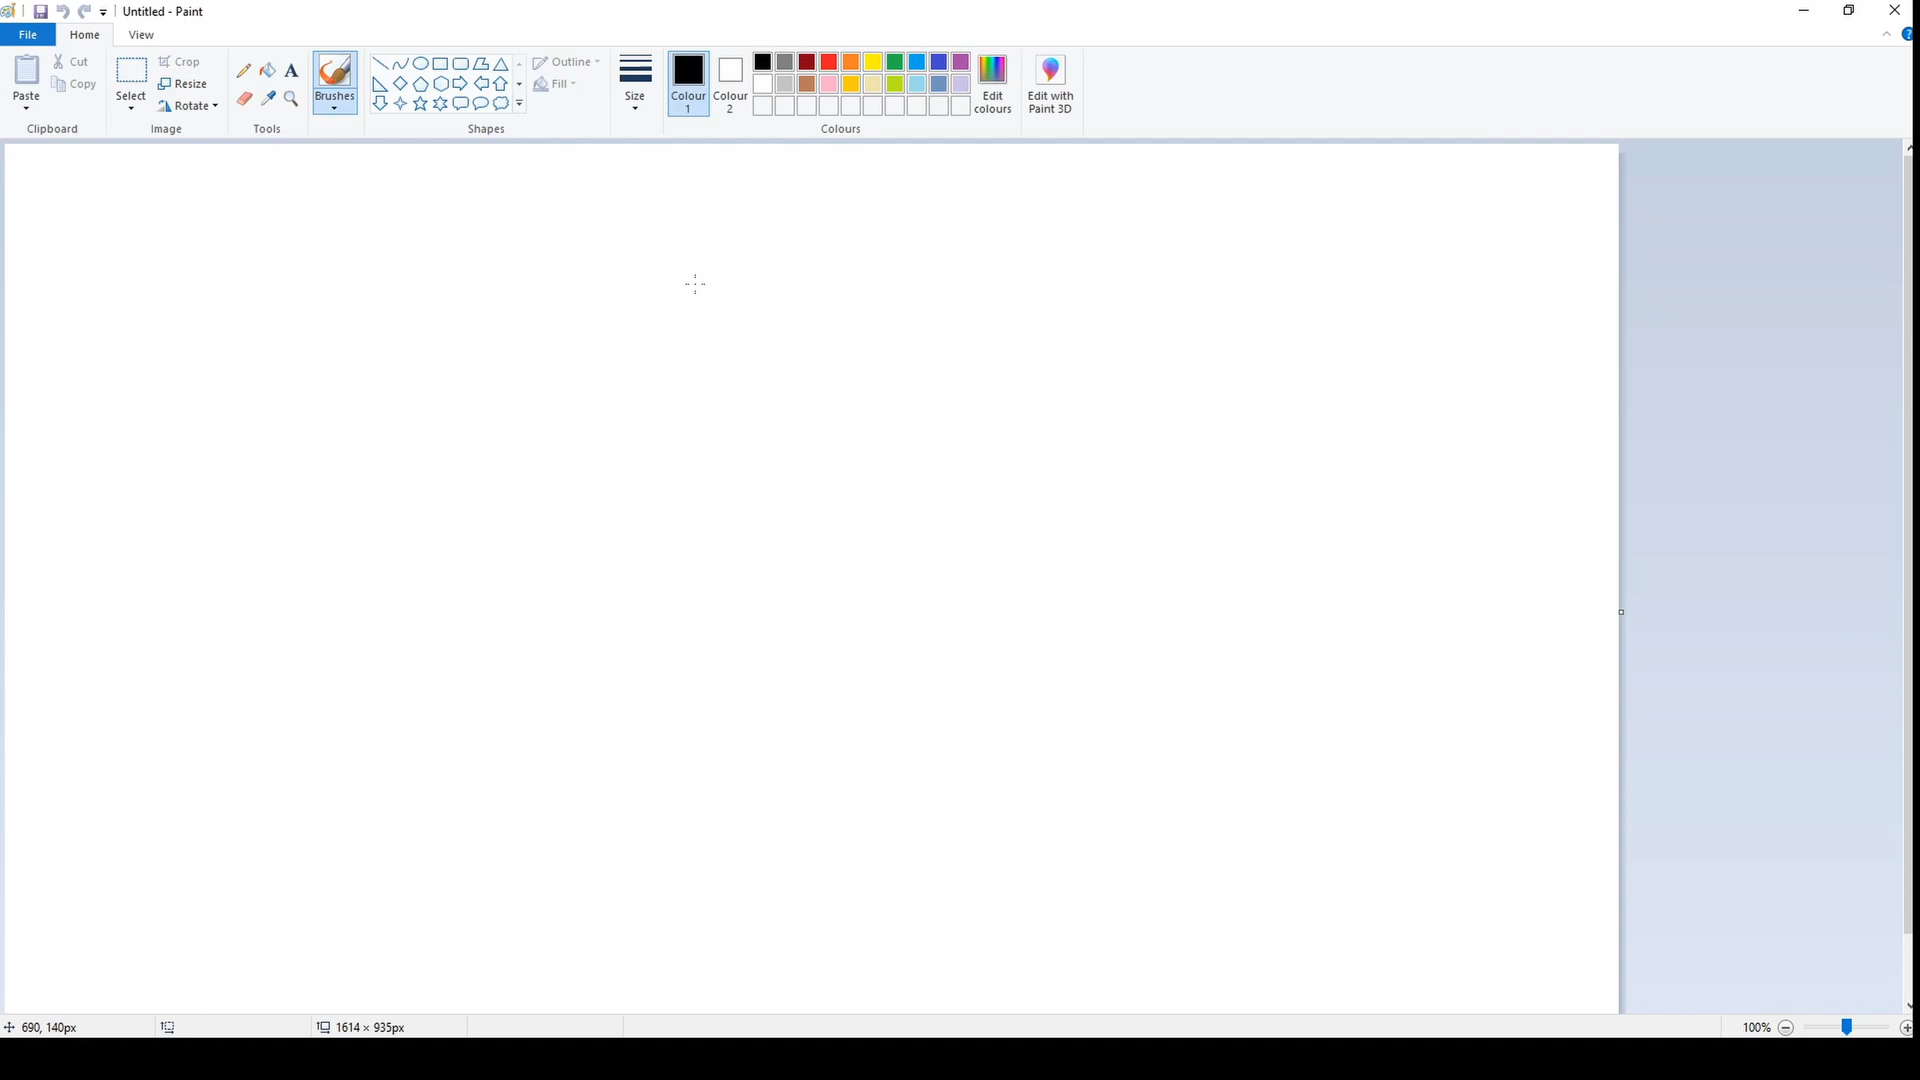 Untitled - Paint
File Home View
Paste
Cut
Copy
Clipboard
Select
Crop
Resize
Rotate
Image
A
Tools
Brushes
Shapes
Outline
Fill
Size
Colour 1
Colour 2
Colours
Edit colours
Edit with Paint 3D
?
690, 140px
1614 × 935px
100%